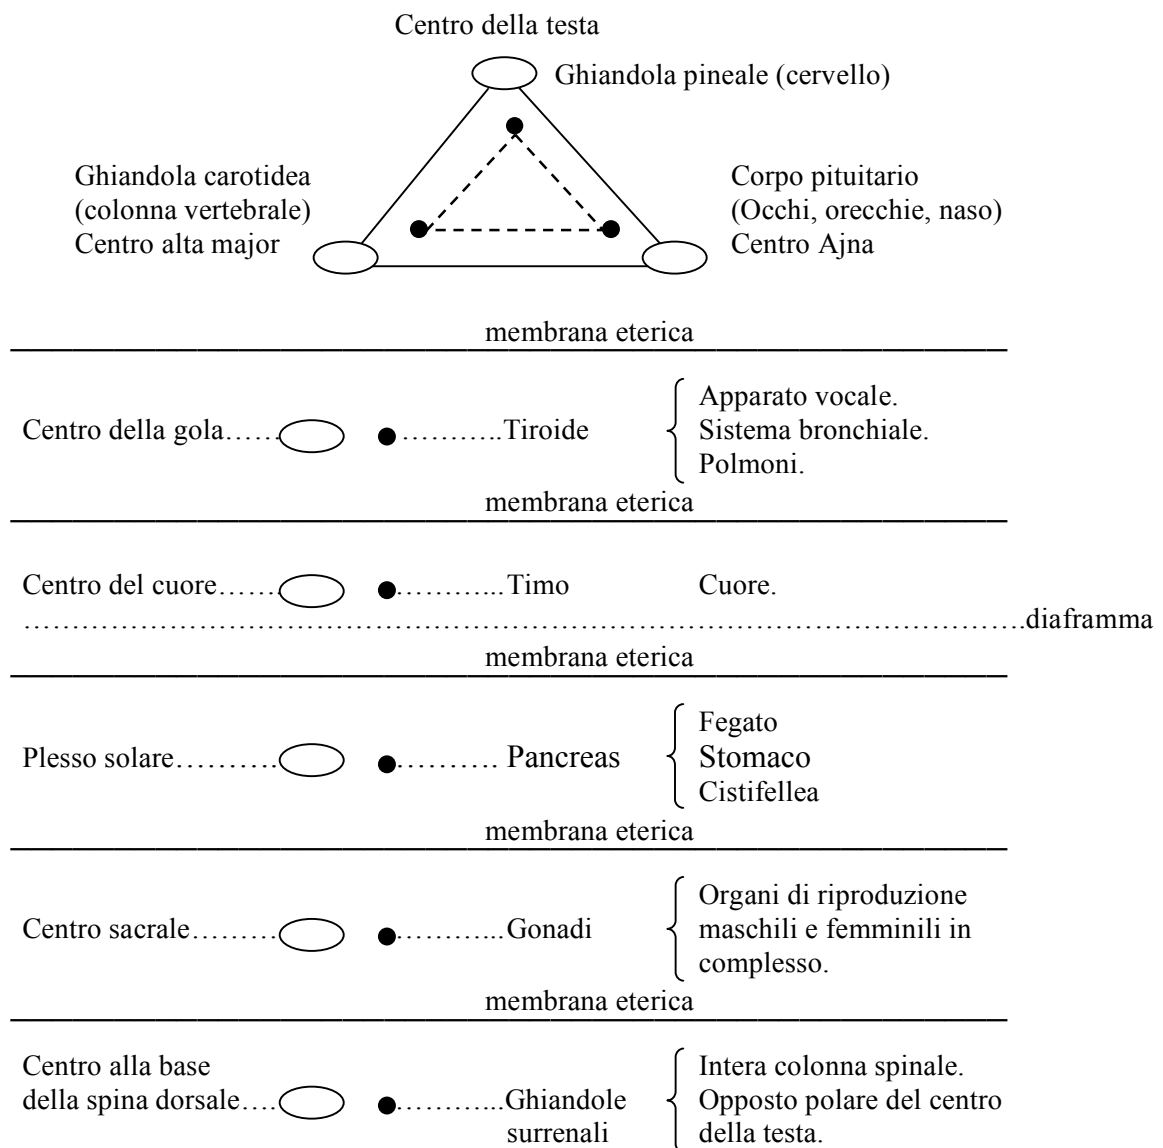 Centro della testa
Ghiandola pineale (cervello)
Ghiandola carotidea
(colonna vertebrale)
Centro alta major
Corpo pituitario
(Occhi, orecchie, naso)
Centro Ajna
membrana eterica
Centro della gola…… ………..Tiroide
Apparato vocale.
Sistema bronchiale.
Polmoni.
membrana eterica
Centro del cuore…… ………...Timo Cuore.
…………………………………………………………………………………………….diaframma
membrana eterica
Plesso solare………. ………. Pancreas
Fegato
Stomaco
Cistifellea
membrana eterica
Centro sacrale……… ………...Gonadi
Organi di riproduzione
maschili e femminili in
complesso.
membrana eterica
Centro alla base
della spina dorsale…. ………...Ghiandole
surrenali
Intera colonna spinale.
Opposto polare del centro
della testa.